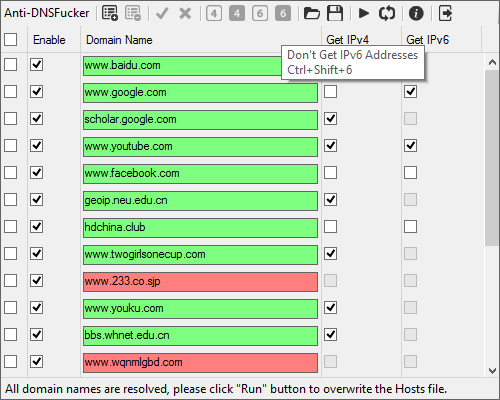 Anti-DNSFucker
4 4 6 6
Enable Domain Name Get IPv4 Get IPv6
Don't Get IPv6 Addresses
Ctrl+Shift+6
www.baidu.com
www.google.com
scholar.google.com
www.youtube.com
www.facebook.com
geoip.neu.edu.cn
hdchina.club
www.twogirlsonecup.com
www.233.co.sjp
www.youku.com
bbs.whnet.edu.cn
www.wqnmlgbd.com
All domain names are resolved, please click "Run" button to overwrite the Hosts file.